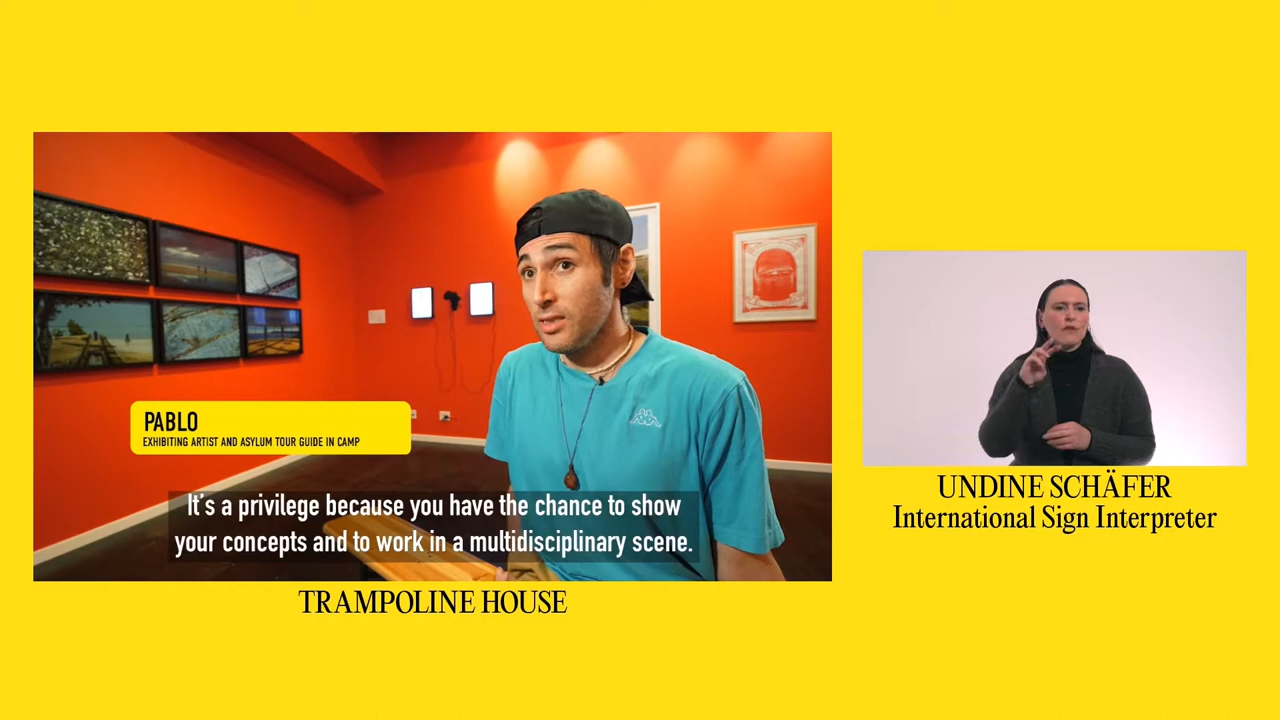 PABLO
EXHIBITING ARTIST AND ASYLUM TOUR GUIDE IN CAMP
It's a privilege because you have the chance to show
your concepts and to work in a multidisciplinary scene.
TRAMPOLINE HOUSE
UNDINE SCHÄFER
International Sign Interpreter